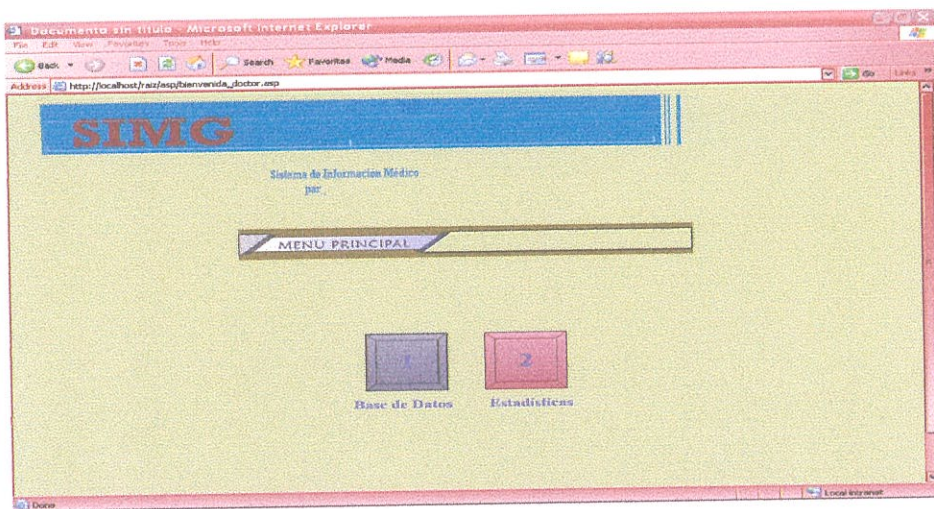 Documento sin titulo - Microsoft Internet Explorer
File Edit View Favorites Tools Help
Back Search Favorites Media
Address http://localhost/raiz/asp/bienvenida_doctor.asp Go Links »
SIMG
Sistema de Informacion Médico
par
MENU PRINCIPAL
1 2
Base de Datos Estadísticas
Done Local intranet